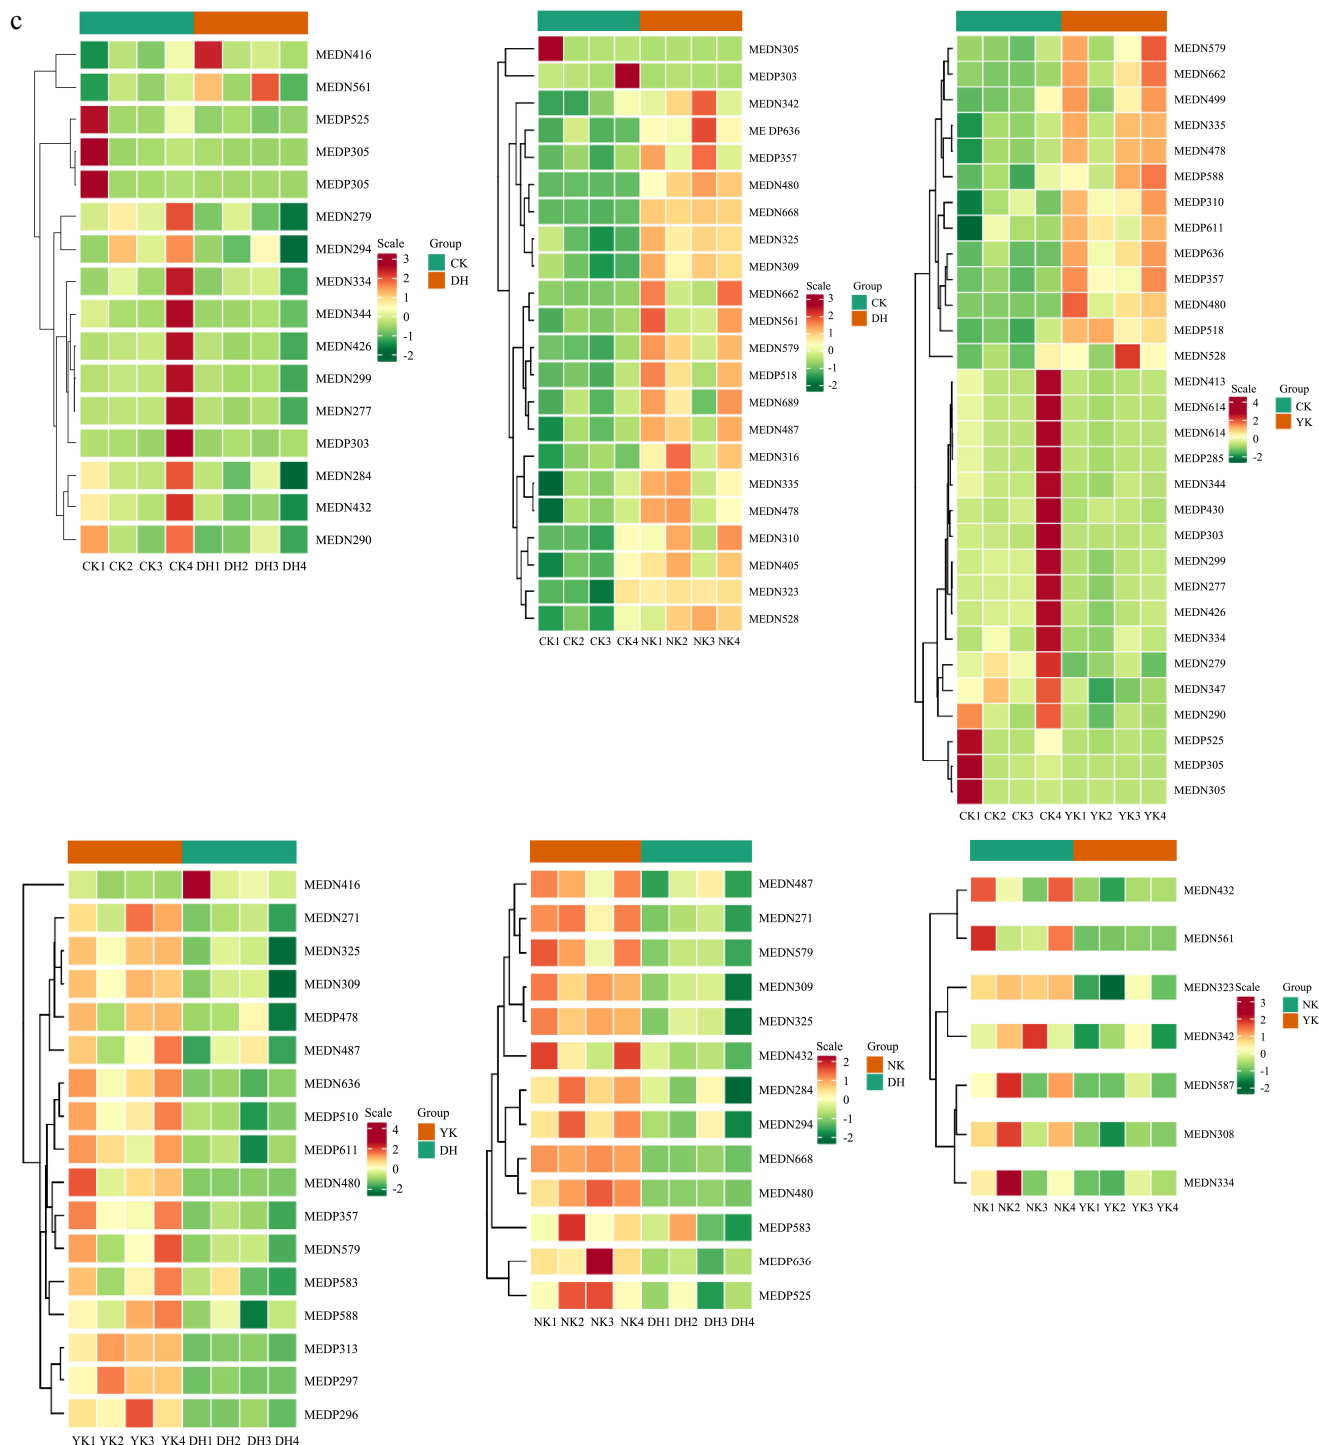 c
MEDN416
MEDN561
MEDP525
MEDP305
MEDP305
MEDN279
MEDN294
MEDN334
MEDN344
MEDN426
MEDN299
MEDN277
MEDP303
MEDN284
MEDN432
MEDN290
CK1 CK2 CK3 CK4 DH1 DH2 DH3 DH4
Scale
3
2
1
0
-1
-2
Group
CK
DH
MEDN305
MEDP303
MEDN342
ME DP636
MEDP357
MEDN480
MEDN668
MEDN325
MEDN309
MEDN662
MEDN561
MEDN579
MEDP518
MEDN689
MEDN487
MEDN316
MEDN335
MEDN478
MEDN310
MEDN405
MEDN323
MEDN528
CK1 CK2 CK3 CK4 NK1 NK2 NK3 NK4
Scale
3
2
1
0
-1
-2
Group
CK
DH
MEDN579
MEDN662
MEDN499
MEDN335
MEDN478
MEDP588
MEDP310
MEDP611
MEDP636
MEDP357
MEDN480
MEDP518
MEDN528
MEDN413
MEDN614
MEDN614
MEDP285
MEDN344
MEDP430
MEDP303
MEDN299
MEDN277
MEDN426
MEDN334
MEDN279
MEDN347
MEDN290
MEDP525
MEDP305
MEDN305
CK1 CK2 CK3 CK4 YK1 YK2 YK3 YK4
Scale
4
2
0
-2
Group
CK
YK
MEDN416
MEDN271
MEDN325
MEDN309
MEDP478
MEDN487
MEDN636
MEDP510
MEDP611
MEDN480
MEDP357
MEDN579
MEDP583
MEDP588
MEDP313
MEDP297
MEDP296
YK1 YK2 YK3 YK4 DH1 DH2 DH3 DH4
Scale
4
2
0
-2
Group
YK
DH
MEDN487
MEDN271
MEDN579
MEDN309
MEDN325
MEDN432
MEDN284
MEDN294
MEDN668
MEDN480
MEDP583
MEDP636
MEDP525
NK1 NK2 NK3 NK4 DH1 DH2 DH3 DH4
Scale
2
1
0
-1
-2
Group
NK
DH
MEDN432
MEDN561
MEDN323
MEDN342
MEDN587
MEDN308
MEDN334
NK1 NK2 NK3 NK4 YK1 YK2 YK3 YK4
Scale
3
2
1
0
-1
-2
Group
NK
YK